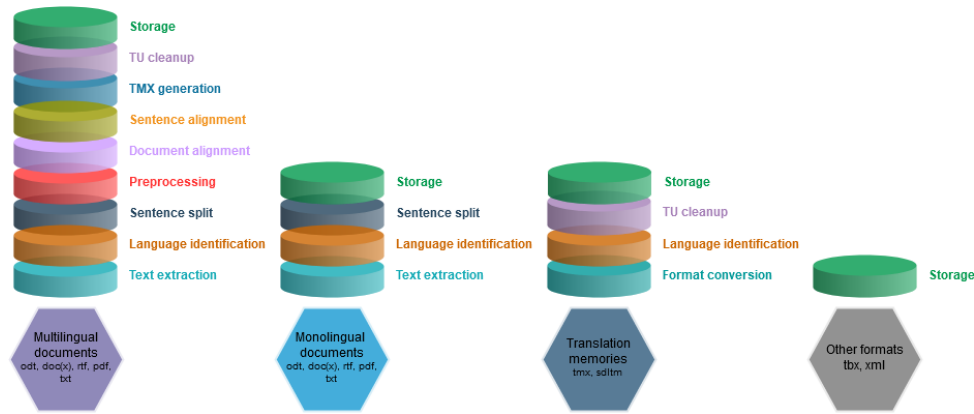 Storage
TU cleanup
TMX generation
Sentence alignment
Document alignment
Preprocessing
Sentence split
Language identification
Text extraction
Multilingual
documents
odt, doc(x), rtf, pdf,
txt
Storage
Sentence split
Language identification
Text extraction
Monolingual
documents
odt, doc(x), rtf, pdf,
txt
Storage
TU cleanup
Language identification
Format conversion
Translation
memories
tmx, sdltm
Storage
Other formats
tbx, xml